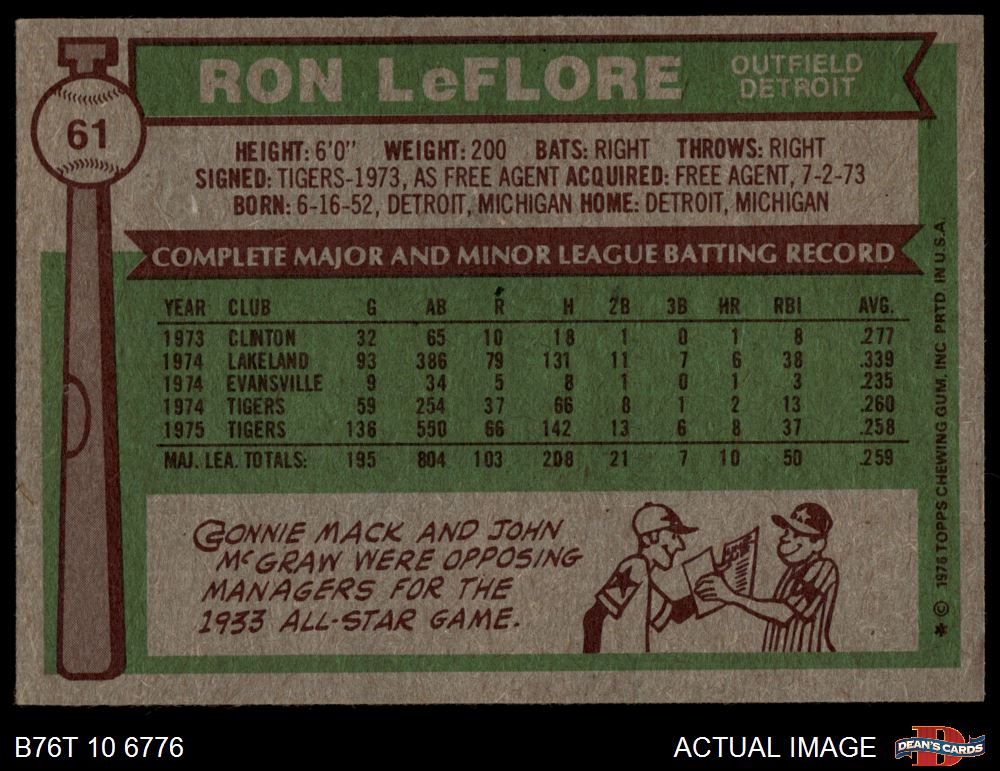 61
RON LeFLORE
OUTFIELD
DETROIT
HEIGHT: 6'0" WEIGHT: 200 BATS: RIGHT THROWS: RIGHT
SIGNED: TIGERS-1973, AS FREE AGENT ACQUIRED: FREE AGENT, 7-2-73
BORN: 6-16-52, DETROIT, MICHIGAN HOME: DETROIT, MICHIGAN
COMPLETE MAJOR AND MINOR LEAGUE BATTING RECORD
YEAR CLUB G AB R H 2B 3B HR RBI AVG.
1973 CLINTON 32 65 10 18 1 0 1 8 .277
1974 LAKELAND 93 386 79 131 11 7 6 38 .339
1974 EVANSVILLE 9 34 5 8 1 0 1 3 .235
1974 TIGERS 59 254 37 66 8 1 2 13 .260
1975 TIGERS 136 550 66 142 13 6 8 37 .258
MAJ. LEA. TOTALS: 195 804 103 208 21 7 10 50 .259
CONNIE MACK AND JOHN
McGRAW WERE OPPOSING
MANAGERS FOR THE
1933 ALL-STAR GAME.
* © 1976 TOPPS CHEWING GUM, INC PRTD IN U.S.A.
B76T 10 6776
ACTUAL IMAGE
DEAN'S CARDS